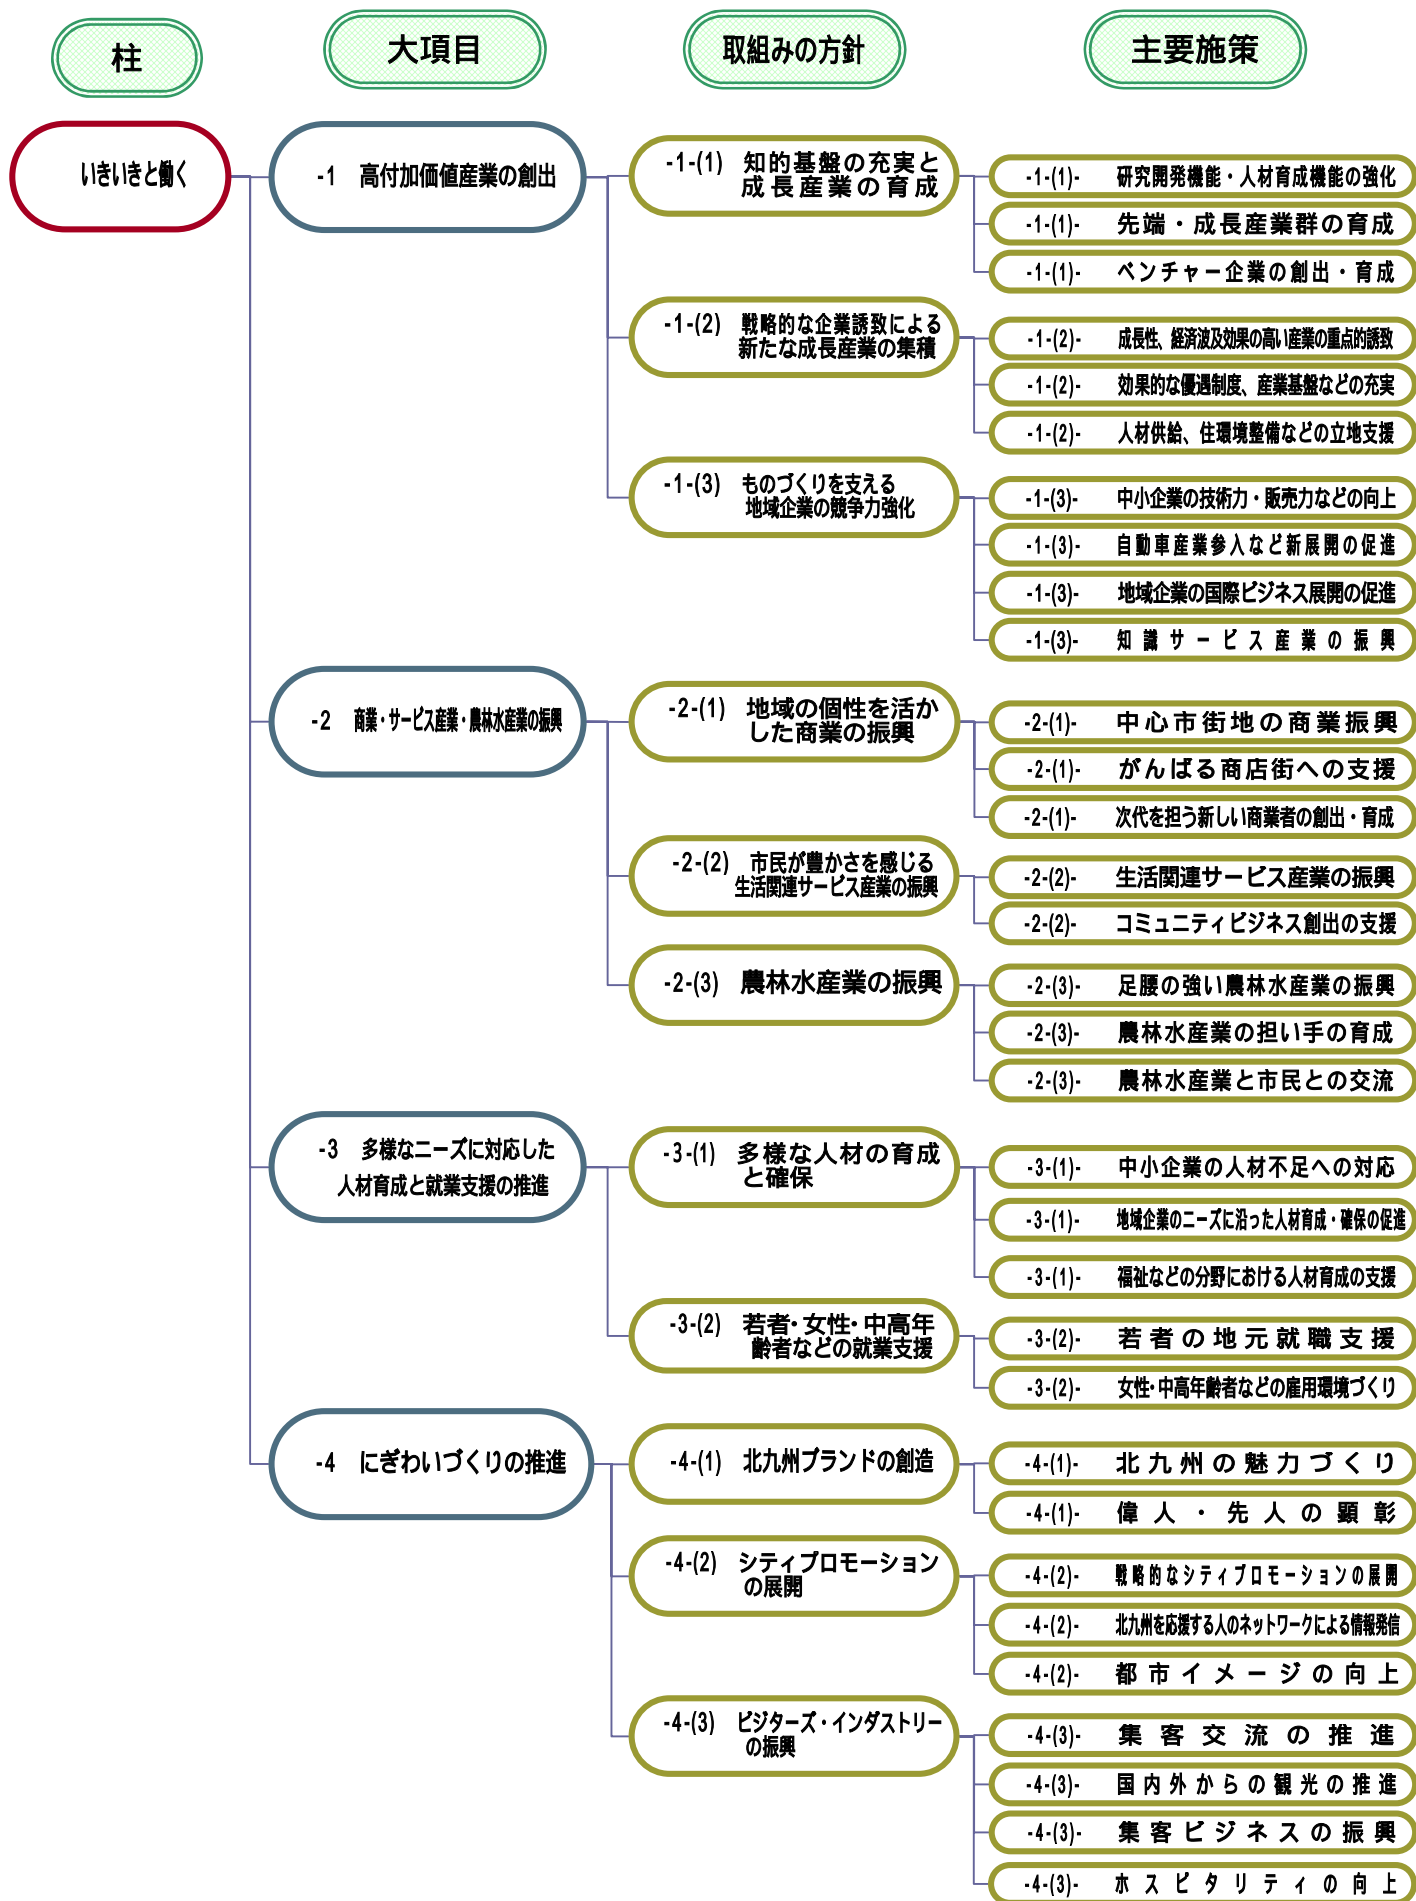 柱
大項目
取組みの方針
主要施策
いきいきと働く
-1 高付加価値産業の創出
-1-(1) 知的基盤の充実と
成長産業の育成
-1-(1)- 研究開発機能・人材育成機能の強化
-1-(1)- 先端・成長産業群の育成
-1-(1)- ベンチャー企業の創出・育成
-1-(2) 戦略的な企業誘致による
新たな成長産業の集積
-1-(2)- 成長性、経済波及効果の高い産業の重点的誘致
-1-(2)- 効果的な優遇制度、産業基盤などの充実
-1-(2)- 人材供給、住環境整備などの立地支援
-1-(3) ものづくりを支える
地域企業の競争力強化
-1-(3)- 中小企業の技術力・販売力などの向上
-1-(3)- 自動車産業参入など新展開の促進
-1-(3)- 地域企業の国際ビジネス展開の促進
-1-(3)- 知識サービス産業の振興
-2 商業・サービス産業・農林水産業の振興
-2-(1) 地域の個性を活か
した商業の振興
-2-(1)- 中心市街地の商業振興
-2-(1)- がんばる商店街への支援
-2-(1)- 次代を担う新しい商業者の創出・育成
-2-(2) 市民が豊かさを感じる
生活関連サービス産業の振興
-2-(2)- 生活関連サービス産業の振興
-2-(2)- コミュニティビジネス創出の支援
-2-(3) 農林水産業の振興
-2-(3)- 足腰の強い農林水産業の振興
-2-(3)- 農林水産業の担い手の育成
-2-(3)- 農林水産業と市民との交流
-3 多様なニーズに対応した
人材育成と就業支援の推進
-3-(1) 多様な人材の育成
と確保
-3-(1)- 中小企業の人材不足への対応
-3-(1)- 地域企業のニーズに沿った人材育成・確保の促進
-3-(1)- 福祉などの分野における人材育成の支援
-3-(2) 若者・女性・中高年
齢者などの就業支援
-3-(2)- 若者の地元就職支援
-3-(2)- 女性・中高年齢者などの雇用環境づくり
-4 にぎわいづくりの推進
-4-(1) 北九州ブランドの創造
-4-(1)- 北九州の魅力づくり
-4-(1)- 偉人・先人の顕彰
-4-(2) シティプロモーション
の展開
-4-(2)- 戦略的なシティプロモーションの展開
-4-(2)- 北九州を応援する人のネットワークによる情報発信
-4-(2)- 都市イメージの向上
-4-(3) ビジターズ・インダストリー
の振興
-4-(3)- 集客交流の推進
-4-(3)- 国内外からの観光の推進
-4-(3)- 集客ビジネスの振興
-4-(3)- ホスピタリティの向上